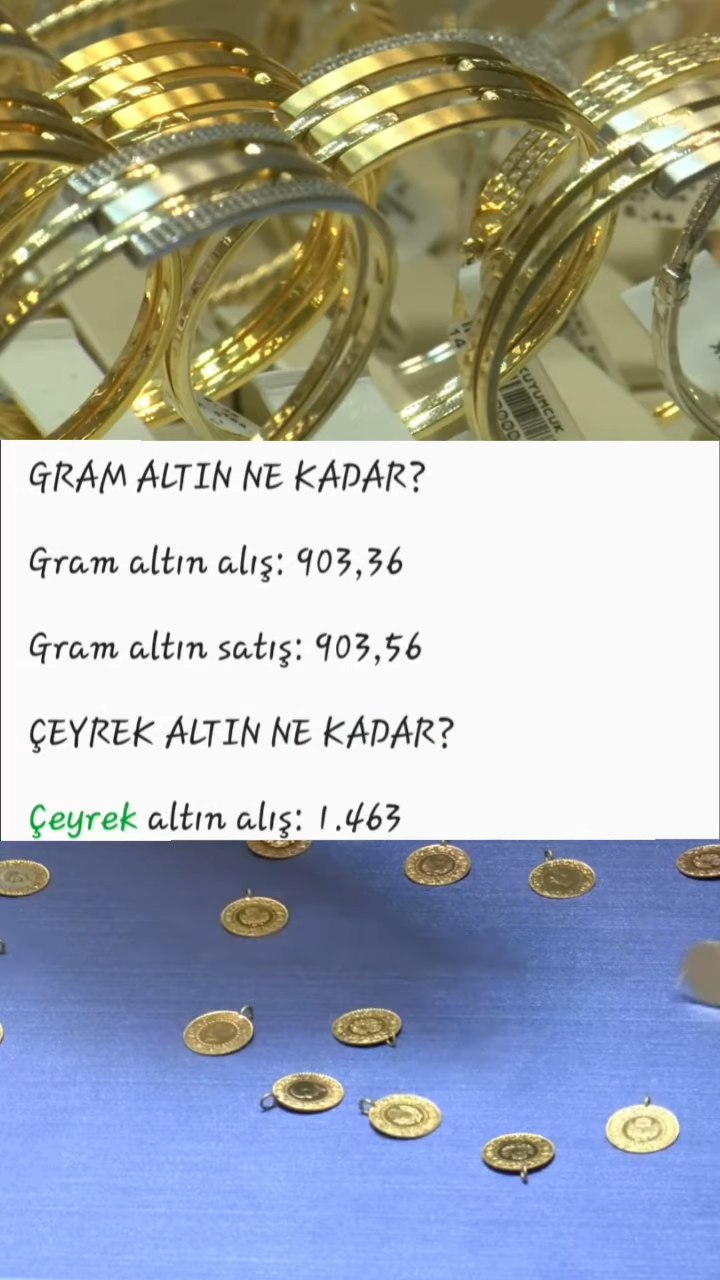 KUYUMCUK
GRAM ALTIN NE KADAR?
Gram altın alış: 903,36
Gram altın satış: 903,56
ÇEYREK ALTIN NE KADAR?
Çeyrek altın alış: 1.463